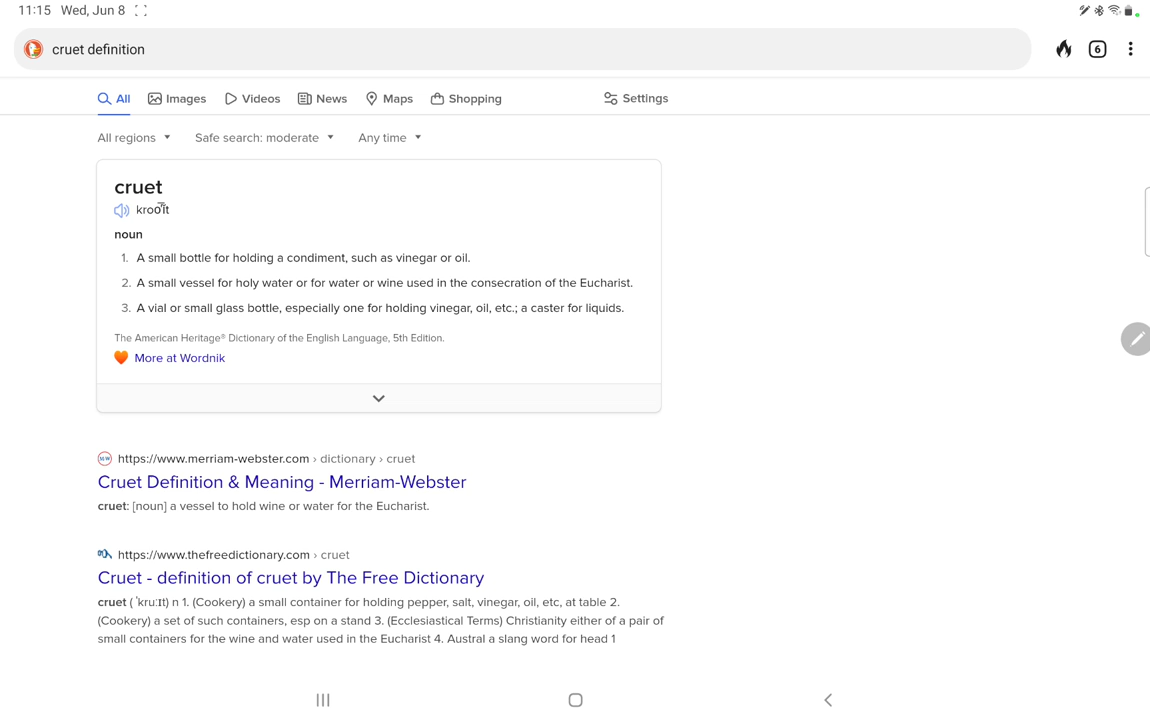 11:15 Wed, Jun 8
cruet definition
6
All Images Videos News Maps Shopping Settings
All regions Safe search: moderate Any time
cruet
kro͞o͝ĭt
noun
1. A small bottle for holding a condiment, such as vinegar or oil.
2. A small vessel for holy water or for water or wine used in the consecration of the Eucharist.
3. A vial or small glass bottle, especially one for holding vinegar, oil, etc.; a caster for liquids.
The American Heritage® Dictionary of the English Language, 5th Edition.
More at Wordnik
https://www.merriam-webster.com › dictionary › cruet
Cruet Definition & Meaning - Merriam-Webster
cruet: [noun] a vessel to hold wine or water for the Eucharist.
https://www.thefreedictionary.com › cruet
Cruet - definition of cruet by The Free Dictionary
cruet ( ˈkruːɪt) n 1. (Cookery) a small container for holding pepper, salt, vinegar, oil, etc, at table 2.
(Cookery) a set of such containers, esp on a stand 3. (Ecclesiastical Terms) Christianity either of a pair of
small containers for the wine and water used in the Eucharist 4. Austral a slang word for head 1